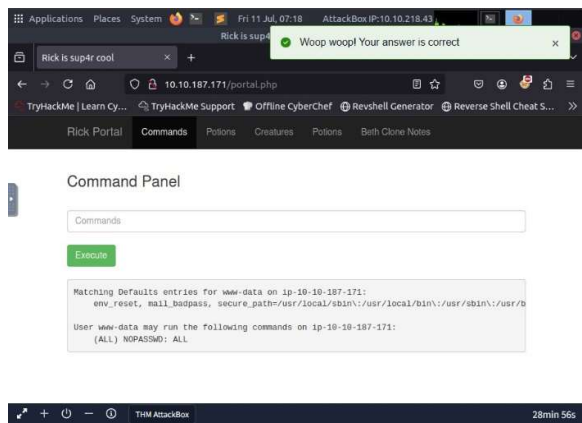 Applications Places System Fri 11 Jul, 07:18 AttackBox IP:10.10.218.43
Rick is sup4
Woop woop! Your answer is correct
Rick is sup4r cool
10.10.187.171/portal.php
TryHackMe | Learn Cy... TryHackMe Support Offline CyberChef Revshell Generator Reverse Shell Cheat S...
Rick Portal Commands Potions Creatures Potions Beth Clone Notes
Command Panel
Commands
Execute
Matching Defaults entries for www-data on ip-10-10-187-171:
env_reset, mail_badpass, secure_path=/usr/local/sbin\:/usr/local/bin\:/usr/sbin\:/usr/b
User www-data may run the following commands on ip-10-10-187-171:
(ALL) NOPASSWD: ALL
THM AttackBox
28min 56s